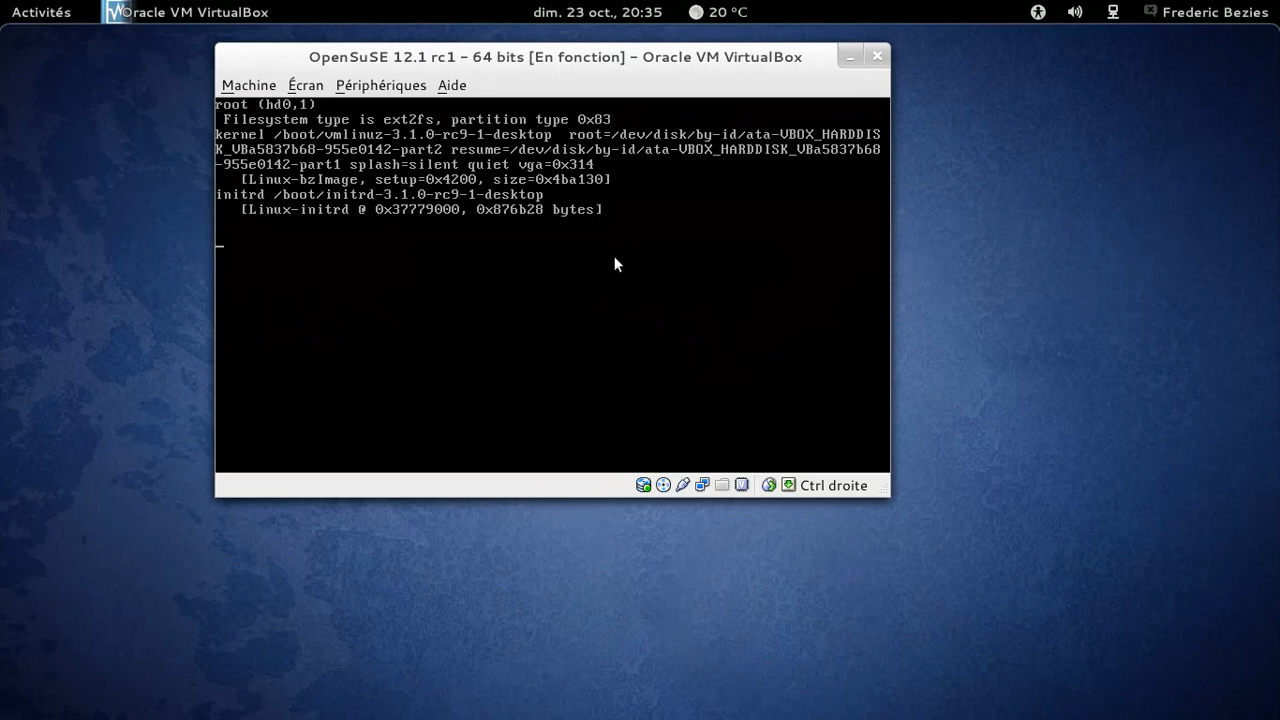 Activités
Oracle VM VirtualBox
dim. 23 oct., 20:35
20 °C
Frederic Bezies
OpenSuSE 12.1 rc1 - 64 bits [En fonction] - Oracle VM VirtualBox
Machine Écran Périphériques Aide
root (hd0,1)
Filesystem type is ext2fs, partition type 0x83
kernel /boot/vmlinuz-3.1.0-rc9-1-desktop  root=/dev/disk/by-id/ata-VBOX_HARDDIS
K_VBa5837b68-955e0142-part2 resume=/dev/disk/by-id/ata-VBOX_HARDDISK_VBa5837b68
-955e0142-part1 splash=silent quiet vga=0x314
[Linux-bzImage, setup=0x4200, size=0x4ba130]
initrd /boot/initrd-3.1.0-rc9-1-desktop
[Linux-initrd @ 0x37779000, 0x876b28 bytes]
Ctrl droite